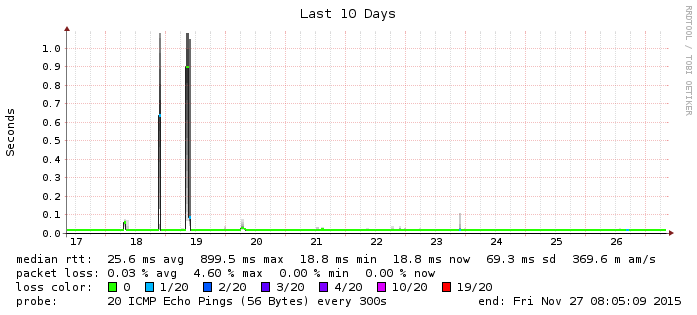 Last 10 Days
RRDTOOL / TOBI OETIKER
Seconds
1.0
0.9
0.8
0.7
0.6
0.5
0.4
0.3
0.2
0.1
0.0
17 18 19 20 21 22 23 24 25 26
median rtt: 25.6 ms avg 899.5 ms max 18.8 ms min 18.8 ms now 69.3 ms sd 369.6 m am/s
packet loss: 0.03 % avg 4.60 % max 0.00 % min 0.00 % now
loss color: 0 1/20 2/20 3/20 4/20 10/20 19/20
probe: 20 ICMP Echo Pings (56 Bytes) every 300s end: Fri Nov 27 08:05:09 2015